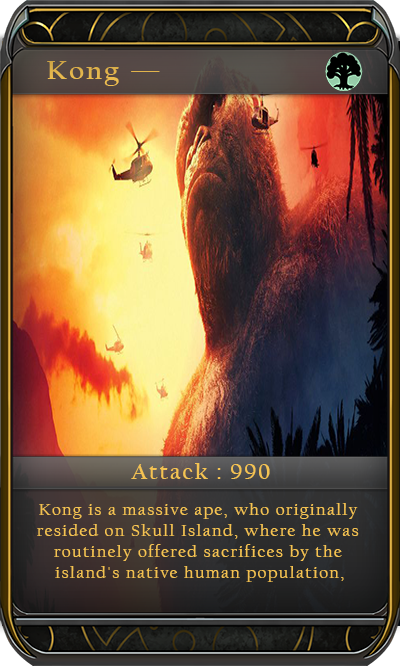 Kong —
Attack : 990
Kong is a massive ape, who originally
resided on Skull Island, where he was
routinely offered sacrifices by the
island's native human population,